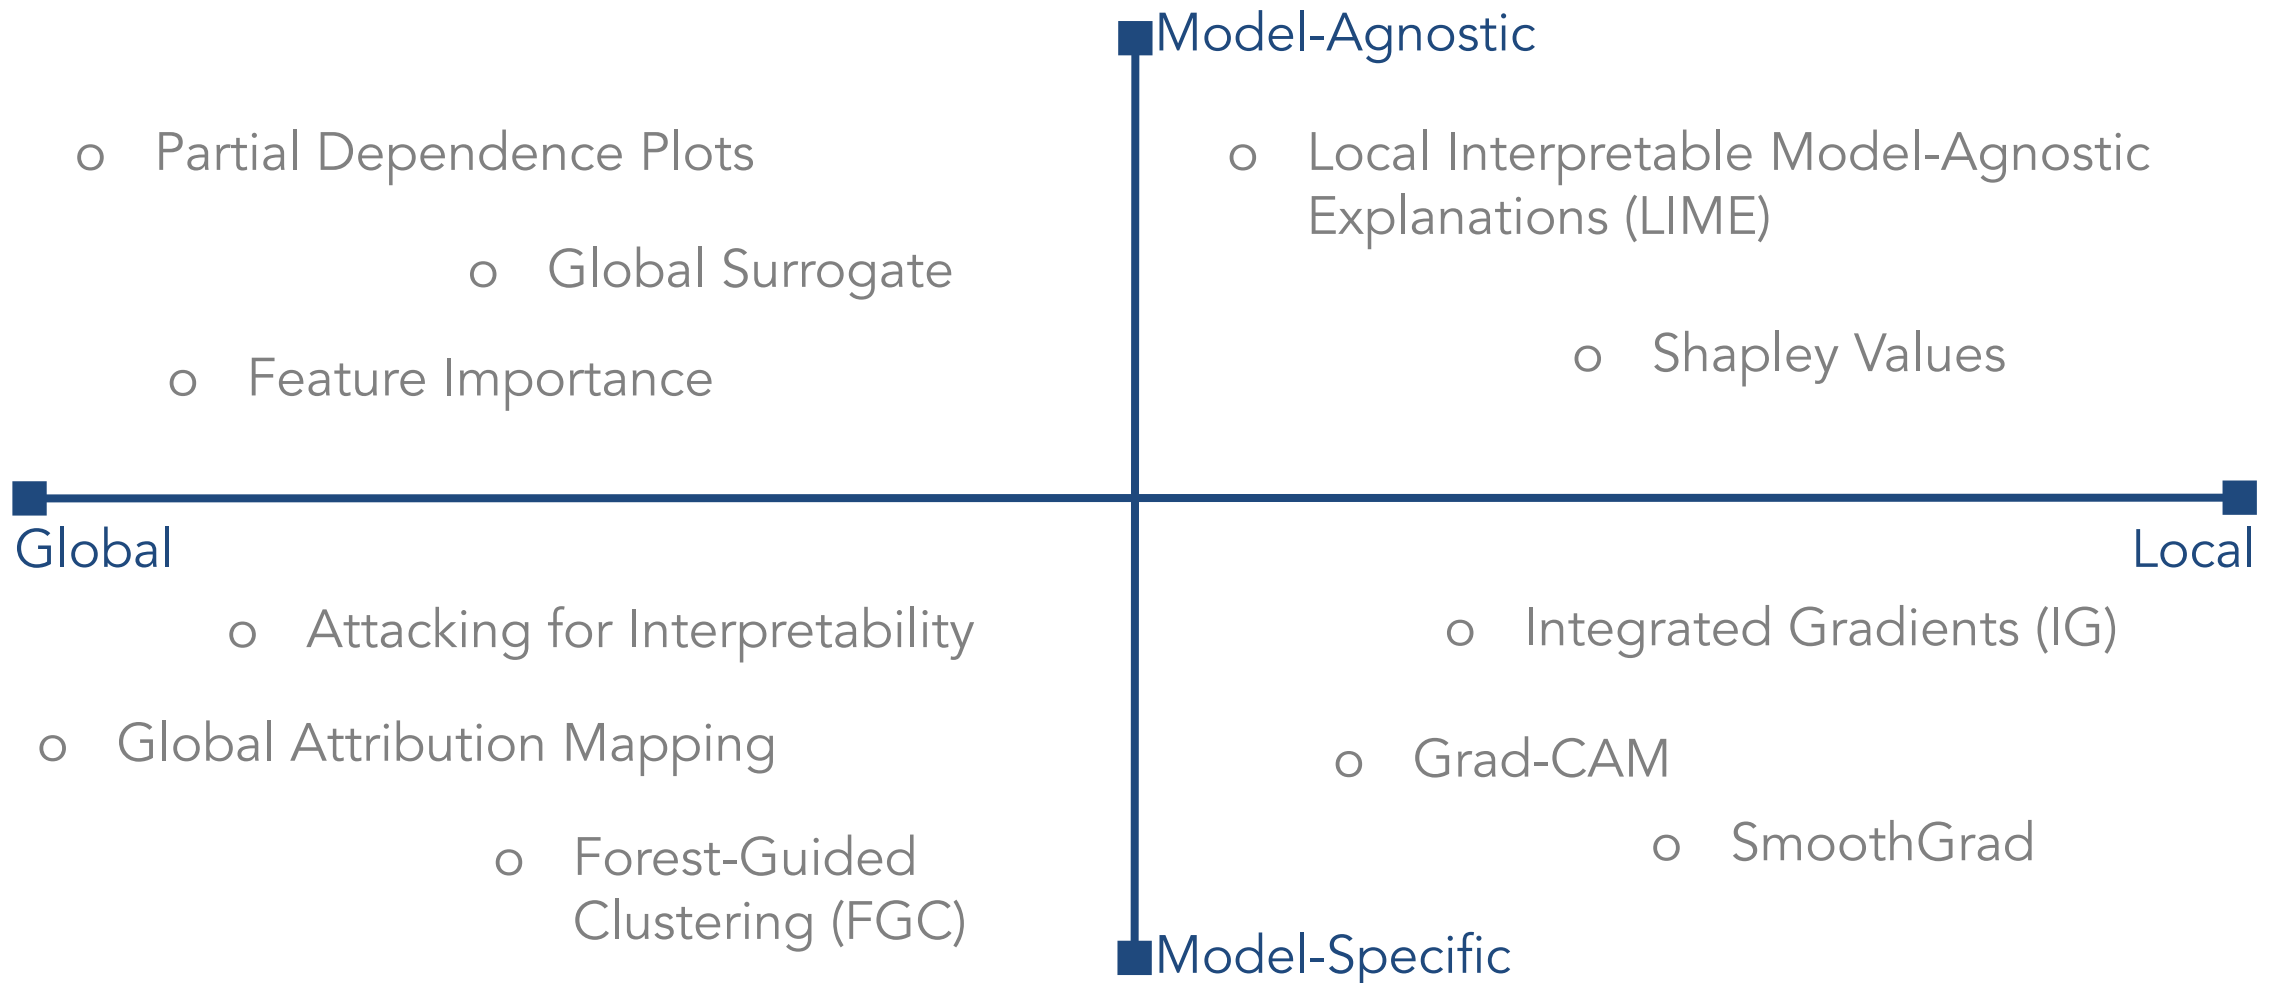 Model-Agnostic
o Partial Dependence Plots
o Global Surrogate
o Feature Importance
o Local Interpretable Model-Agnostic
Explanations (LIME)
o Shapley Values
Global
Local
o Attacking for Interpretability
o Global Attribution Mapping
o Forest-Guided
Clustering (FGC)
o Integrated Gradients (IG)
o Grad-CAM
o SmoothGrad
Model-Specific